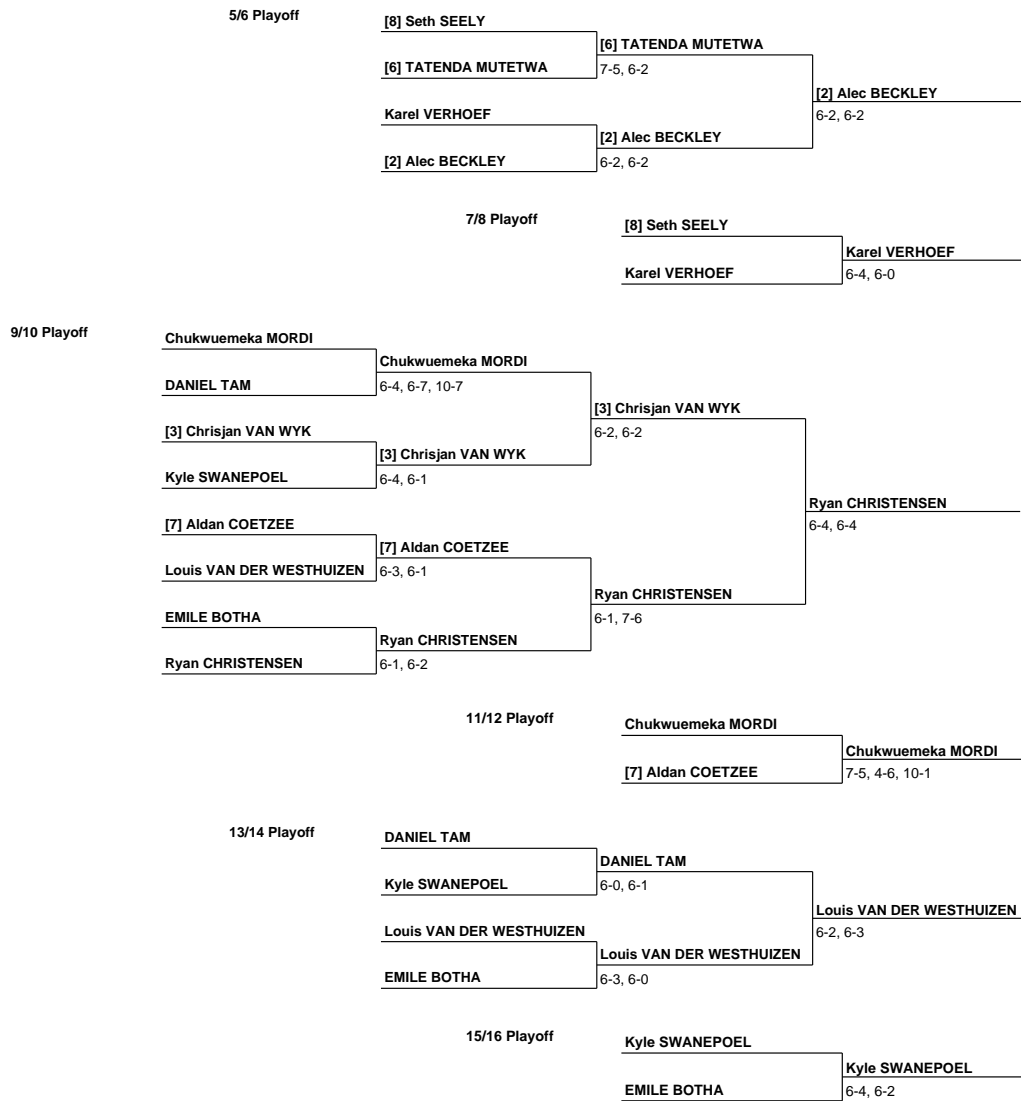 5/6 Playoff
[8] Seth SEELY
[6] TATENDA MUTETWA
[6] TATENDA MUTETWA
7-5, 6-2
[2] Alec BECKLEY
6-2, 6-2
Karel VERHOEF
[2] Alec BECKLEY
[2] Alec BECKLEY
6-2, 6-2
7/8 Playoff
[8] Seth SEELY
Karel VERHOEF
Karel VERHOEF
6-4, 6-0
9/10 Playoff
Chukwuemeka MORDI
Chukwuemeka MORDI
DANIEL TAM
6-4, 6-7, 10-7
[3] Chrisjan VAN WYK
6-2, 6-2
[3] Chrisjan VAN WYK
[3] Chrisjan VAN WYK
Kyle SWANEPOEL
6-4, 6-1
Ryan CHRISTENSEN
6-4, 6-4
[7] Aldan COETZEE
[7] Aldan COETZEE
Louis VAN DER WESTHUIZEN
6-3, 6-1
Ryan CHRISTENSEN
6-1, 7-6
EMILE BOTHA
Ryan CHRISTENSEN
Ryan CHRISTENSEN
6-1, 6-2
11/12 Playoff
Chukwuemeka MORDI
Chukwuemeka MORDI
[7] Aldan COETZEE
7-5, 4-6, 10-1
13/14 Playoff
DANIEL TAM
DANIEL TAM
Kyle SWANEPOEL
6-0, 6-1
Louis VAN DER WESTHUIZEN
6-2, 6-3
Louis VAN DER WESTHUIZEN
Louis VAN DER WESTHUIZEN
EMILE BOTHA
6-3, 6-0
15/16 Playoff
Kyle SWANEPOEL
Kyle SWANEPOEL
EMILE BOTHA
6-4, 6-2